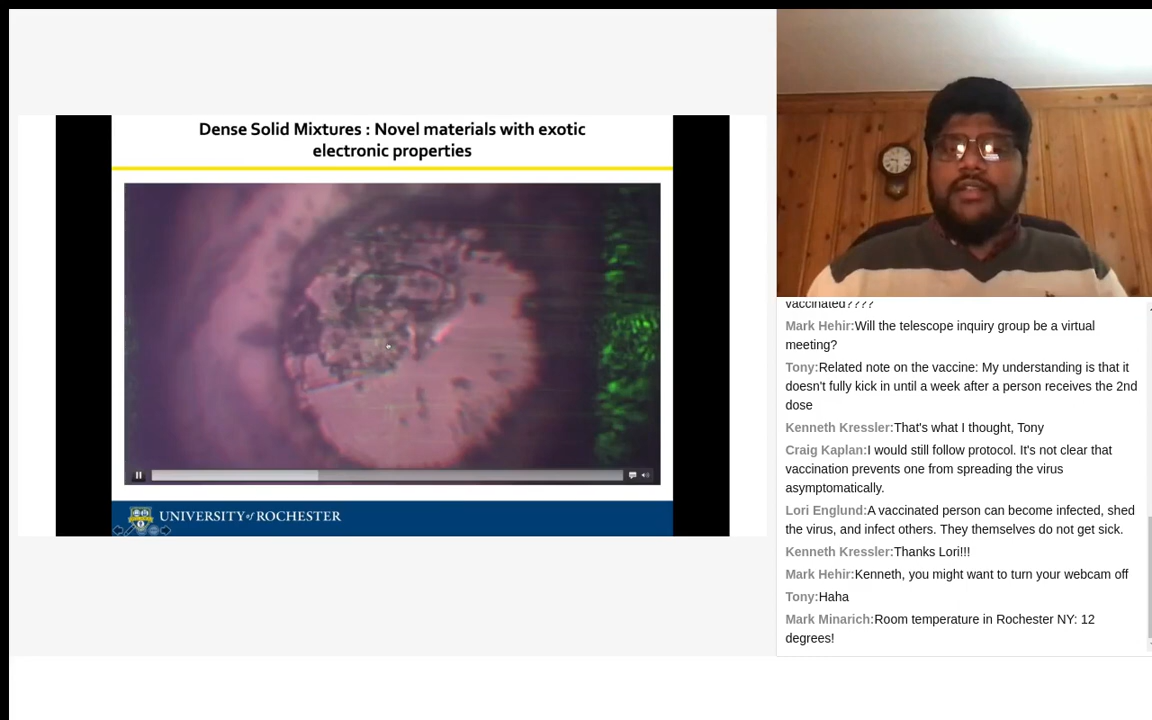 Dense Solid Mixtures : Novel materials with exotic
electronic properties
UNIVERSITY of ROCHESTER
vaccinated????
Mark Hehir:Will the telescope inquiry group be a virtual
meeting?
Tony:Related note on the vaccine: My understanding is that it
doesn't fully kick in until a week after a person receives the 2nd
dose
Kenneth Kressler:That's what I thought, Tony
Craig Kaplan:I would still follow protocol. It's not clear that
vaccination prevents one from spreading the virus
asymptomatically.
Lori Englund:A vaccinated person can become infected, shed
the virus, and infect others. They themselves do not get sick.
Kenneth Kressler:Thanks Lori!!!
Mark Hehir:Kenneth, you might want to turn your webcam off
Tony:Haha
Mark Minarich:Room temperature in Rochester NY: 12
degrees!